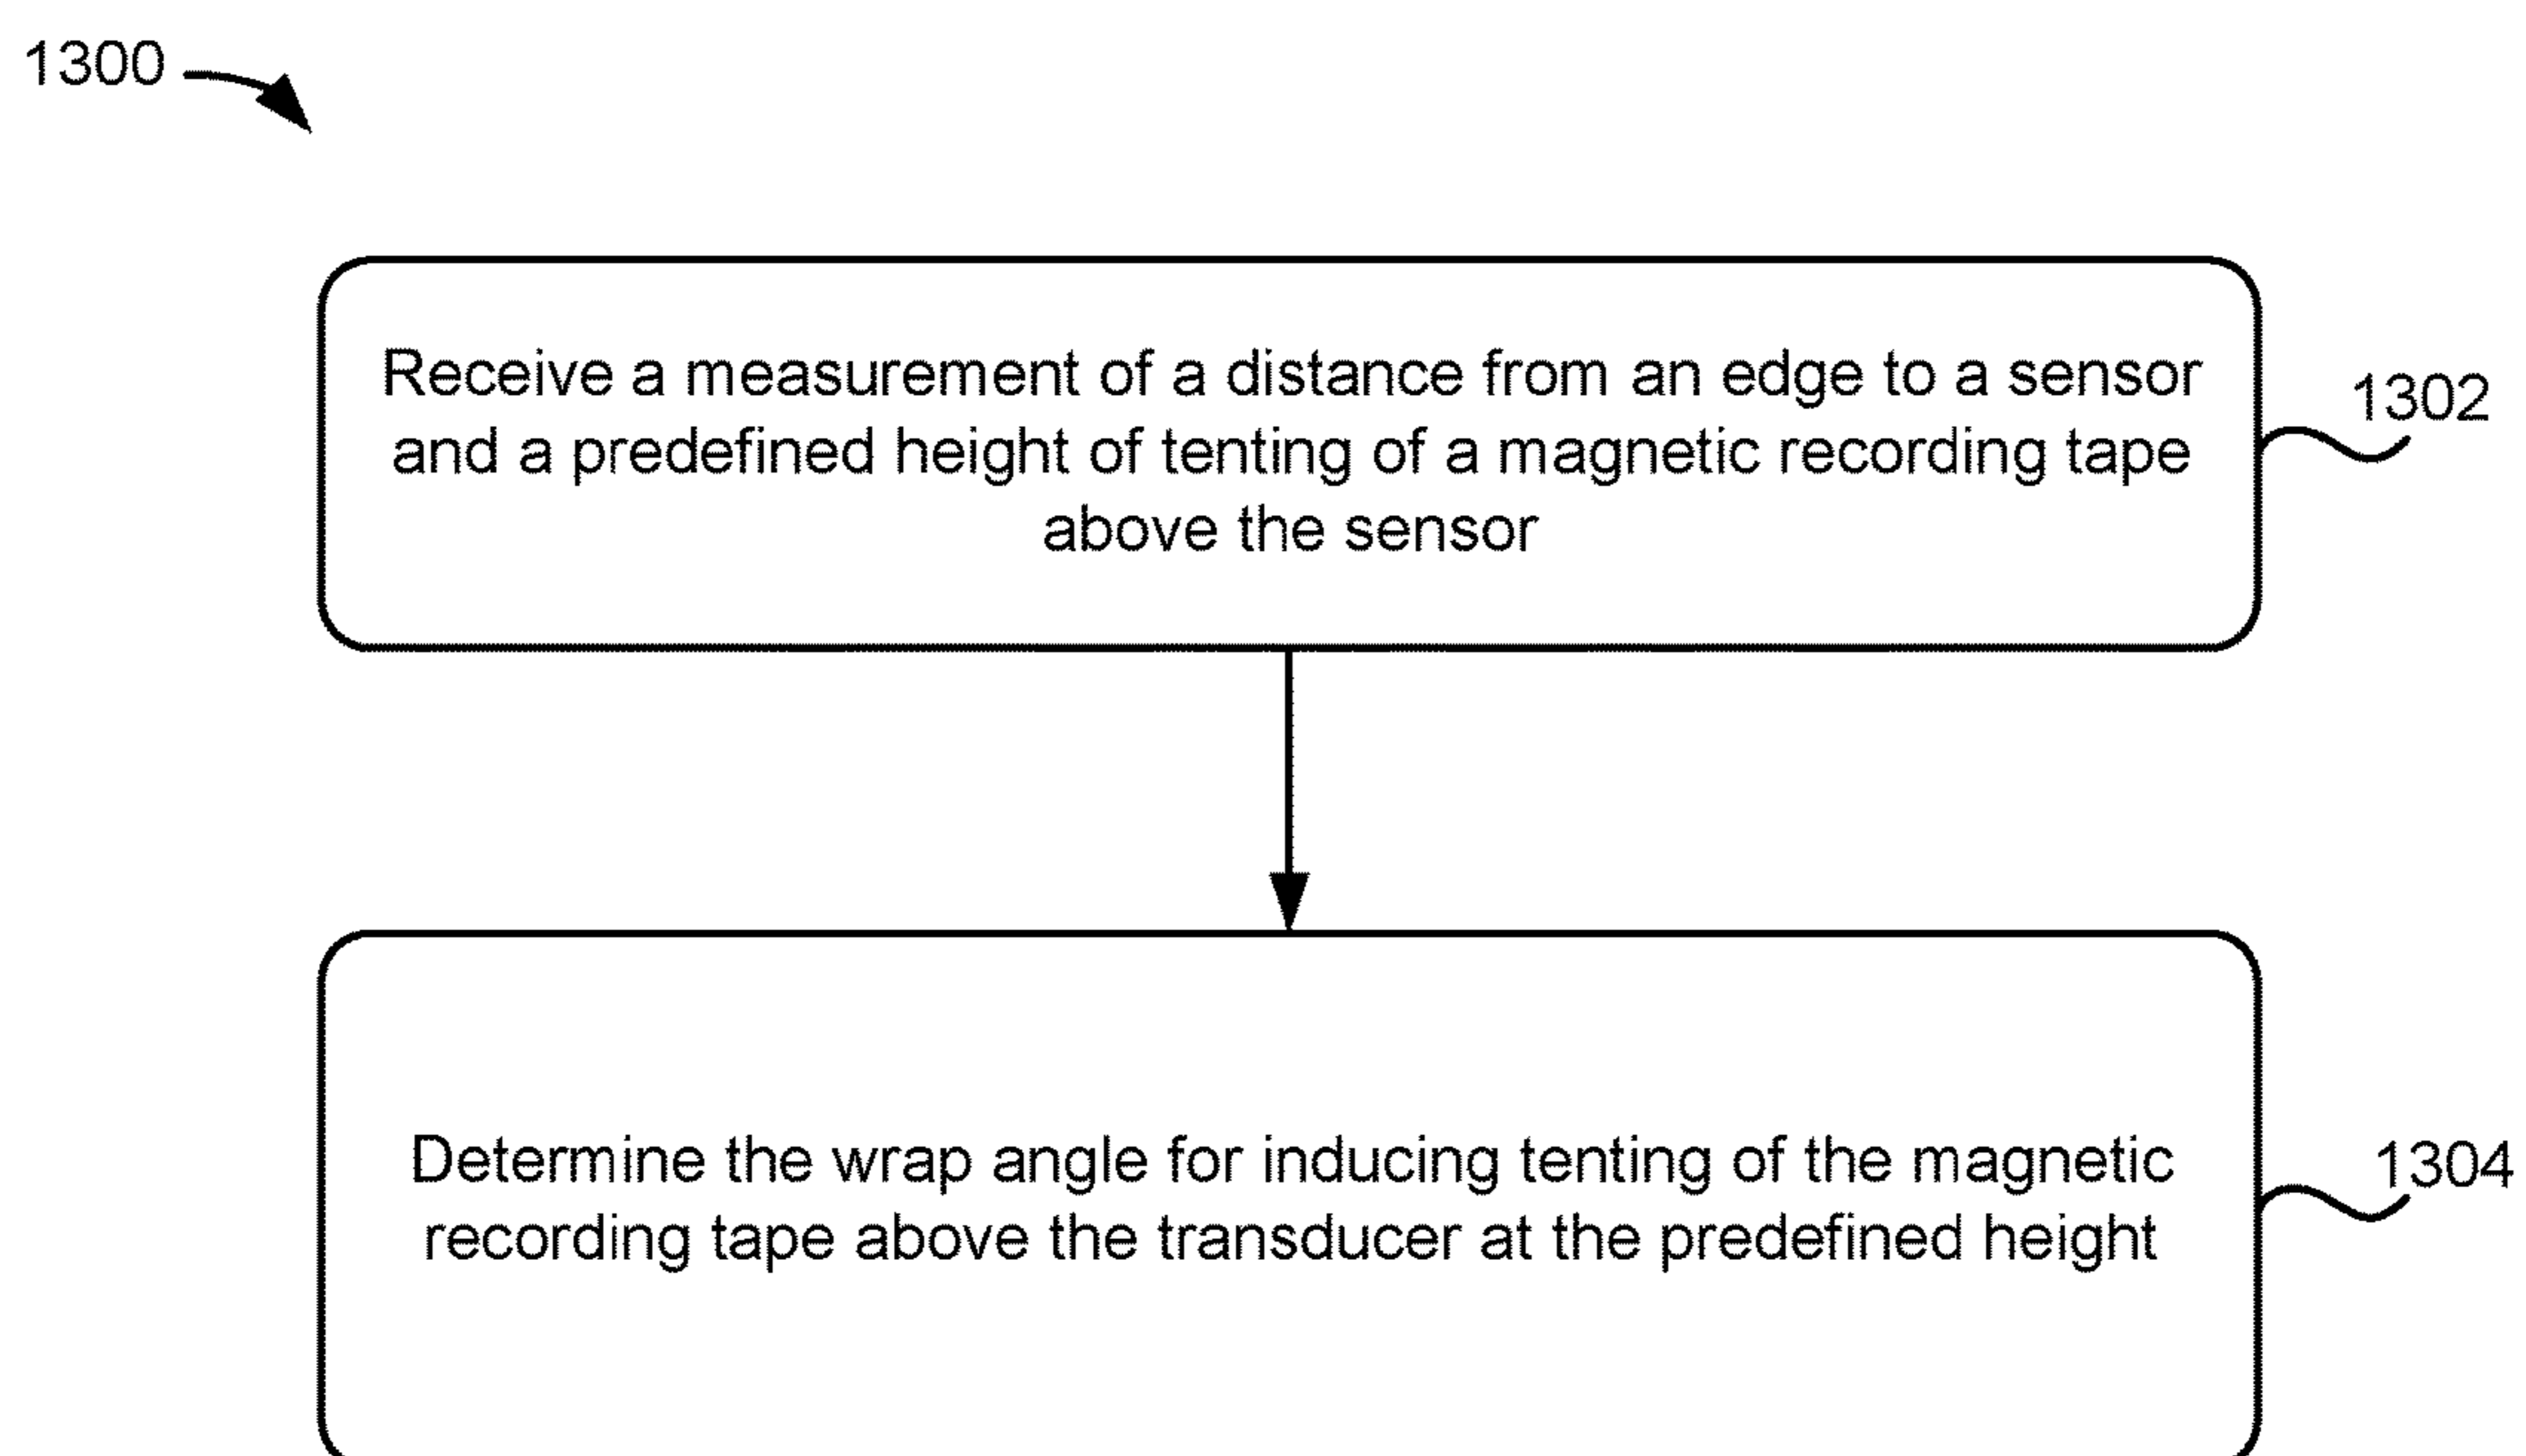 1300
Receive a measurement of a distance from an edge to a sensor
and a predefined height of tenting of a magnetic recording tape
above the sensor
1302
Determine the wrap angle for inducing tenting of the magnetic
recording tape above the transducer at the predefined height
1304